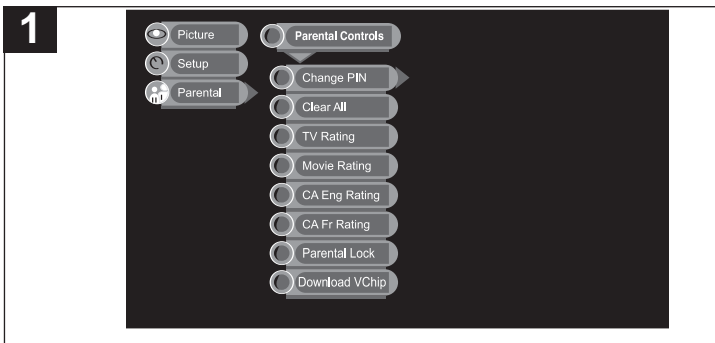 1
Picture
Setup
Parental
Parental Controls
Change PIN
Clear All
TV Rating
Movie Rating
CA Eng Rating
CA Fr Rating
Parental Lock
Download VChip